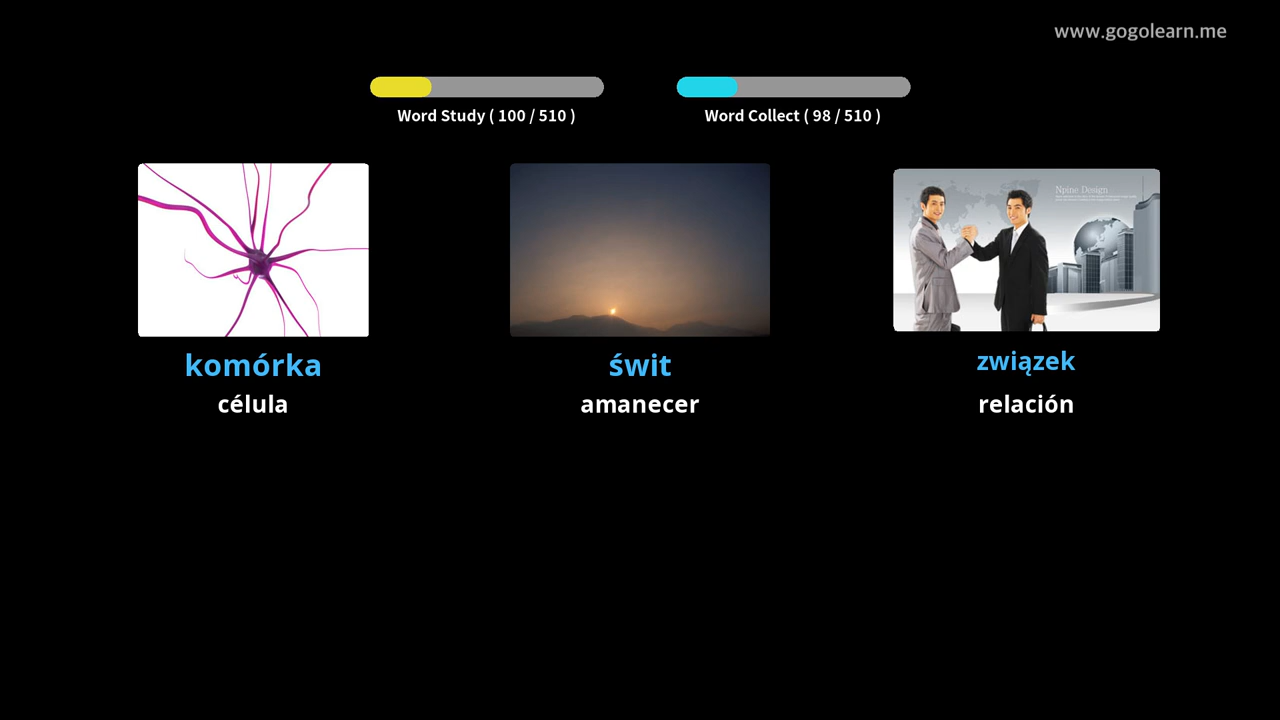 www.gogolearn.me
Word Study ( 100 / 510 )
Word Collect ( 98 / 510 )
Npine Design
komórka
świt
związek
célula
amanecer
relación